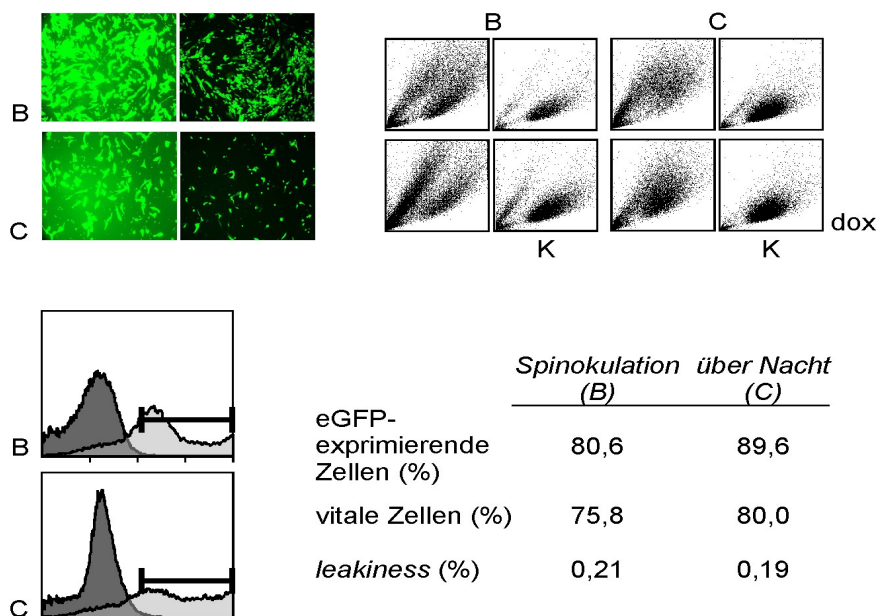 B
C
B
C
dox
K
K
B
C
Spinokulation über Nacht
(B) (C)
eGFP-
exprimierende
Zellen (%)
80,6 89,6
vitale Zellen (%) 75,8 80,0
leakiness (%) 0,21 0,19